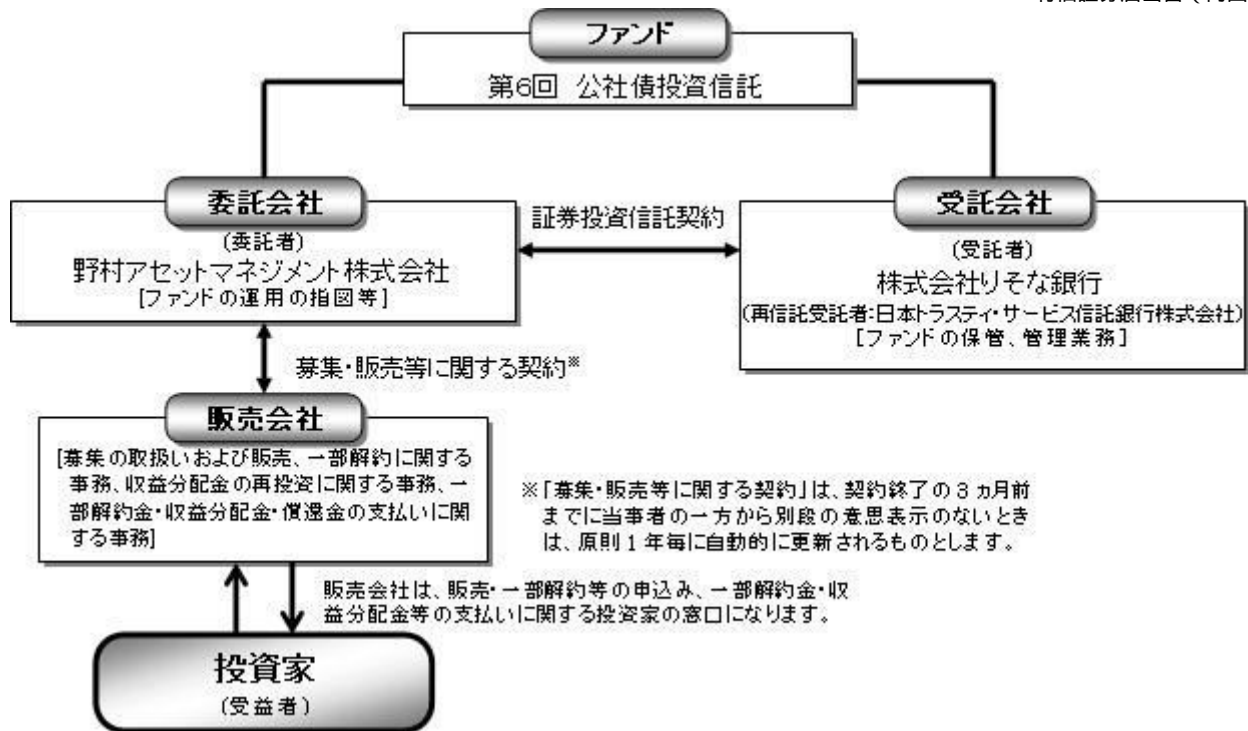 ファンド
第6回 公社債投資信託
委託会社
(委託者)
野村アセットマネジメント株式会社
[ファンドの運用の指図等]
証券投資信託契約
受託会社
(受託者)
株式会社りそな銀行
(再信託受託者:日本トラスティ・サービス信託銀行株式会社)
[ファンドの保管、管理業務]
募集・販売等に関する契約※
販売会社
[募集の取扱いおよび販売、一部解約に関する
事務、収益分配金の再投資に関する事務、一
部解約金・収益分配金・償還金の支払いに関
する事務]
※「募集・販売等に関する契約」は、契約終了の3ヵ月前
までに当事者の一方から別段の意思表示のないとき
は、原則1年毎に自動的に更新されるものとします。
販売会社は、販売・一部解約等の申込み、一部解約金・収
益分配金等の支払いに関する投資家の窓口になります。
投資家
(受益者)